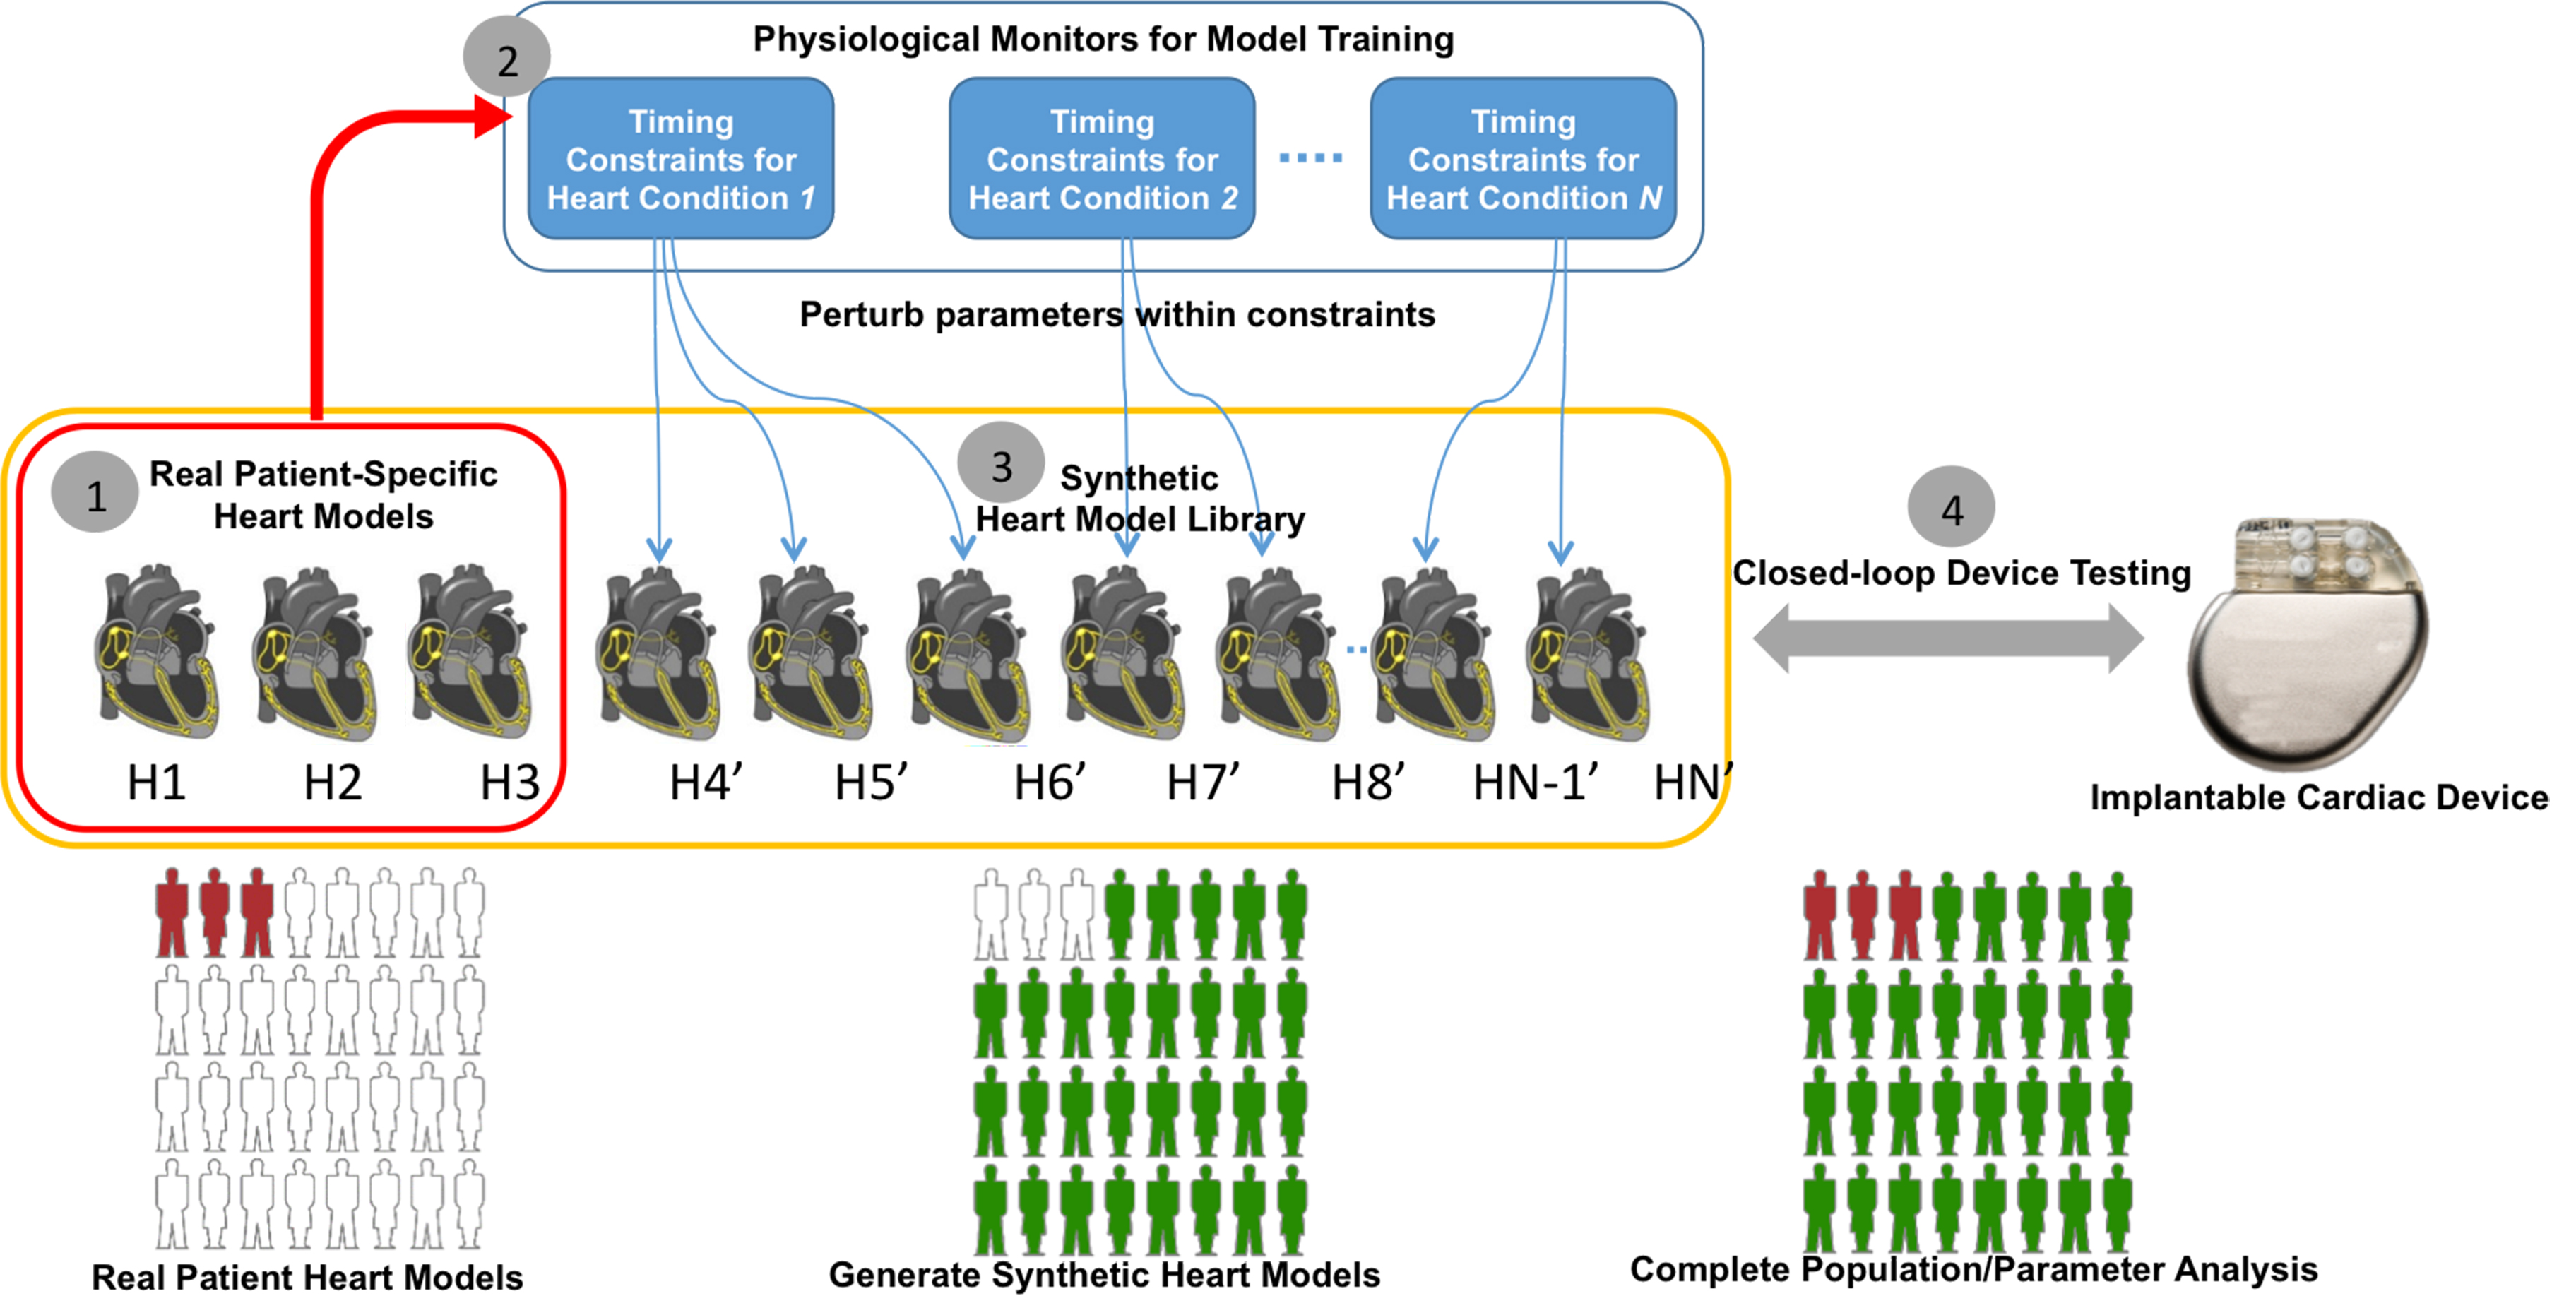 2
Physiological Monitors for Model Training
Timing
Constraints for
Heart Condition 1
Timing
Constraints for
Heart Condition 2
Timing
Constraints for
Heart Condition N
Perturb parameters within constraints
1
Real Patient-Specific
Heart Models
3
Synthetic
Heart Model Library
4
Closed-loop Device Testing
H1 H2 H3 H4’ H5’ H6’ H7’ H8’ HN-1’ HN’
Implantable Cardiac Device
Real Patient Heart Models
Generate Synthetic Heart Models
Complete Population/Parameter Analysis